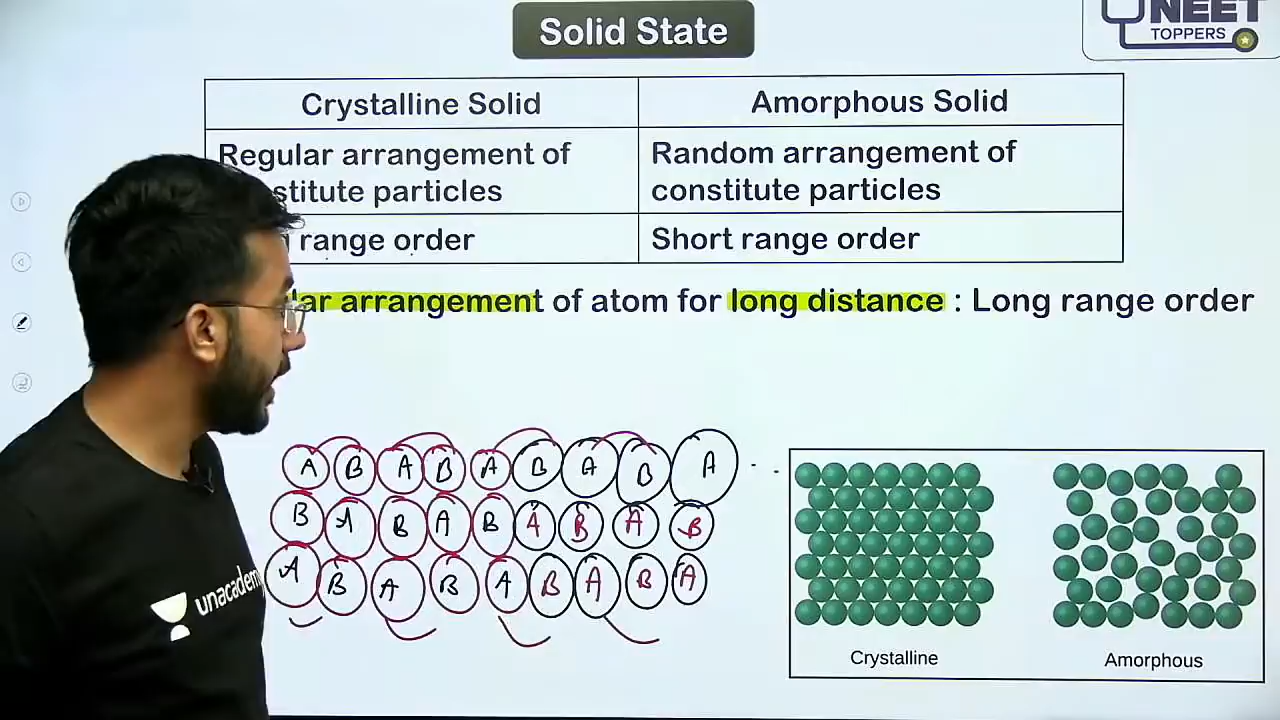 Solid State
NEET
TOPPERS
Crystalline Solid
Amorphous Solid
Regular arrangement of
stitute particles
Random arrangement of
constitute particles
range order
Short range order
lar arrangement of atom for long distance : Long range order
A B A B A B A B A
B A B A B A B A B
A B A B A B A B A
Crystalline
Amorphous
unacademy